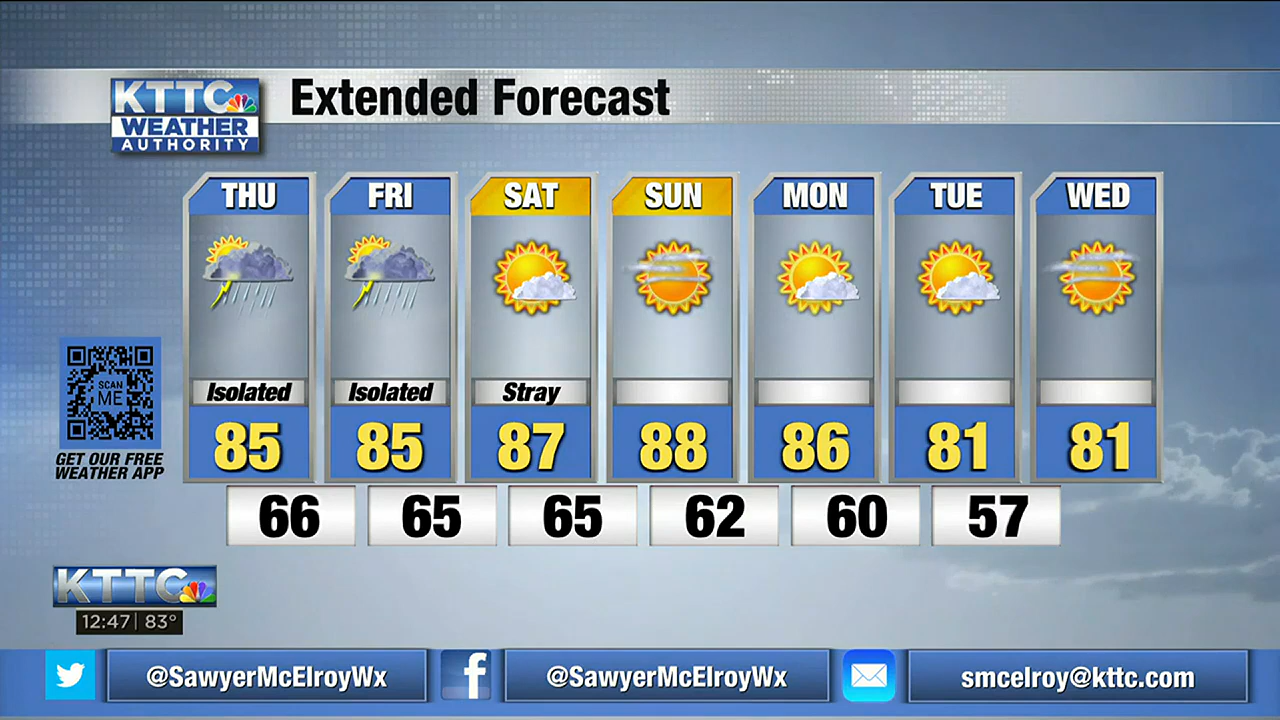 KTTC
WEATHER
AUTHORITY
Extended Forecast
THU FRI SAT SUN MON TUE WED
Isolated Isolated Stray
85 85 87 88 86 81 81
66 65 65 62 60 57
SCAN
ME
GET OUR FREE
WEATHER APP
KTTC
12:47 83°
@SawyerMcElroyWx @SawyerMcElroyWx smcelroy@kttc.com